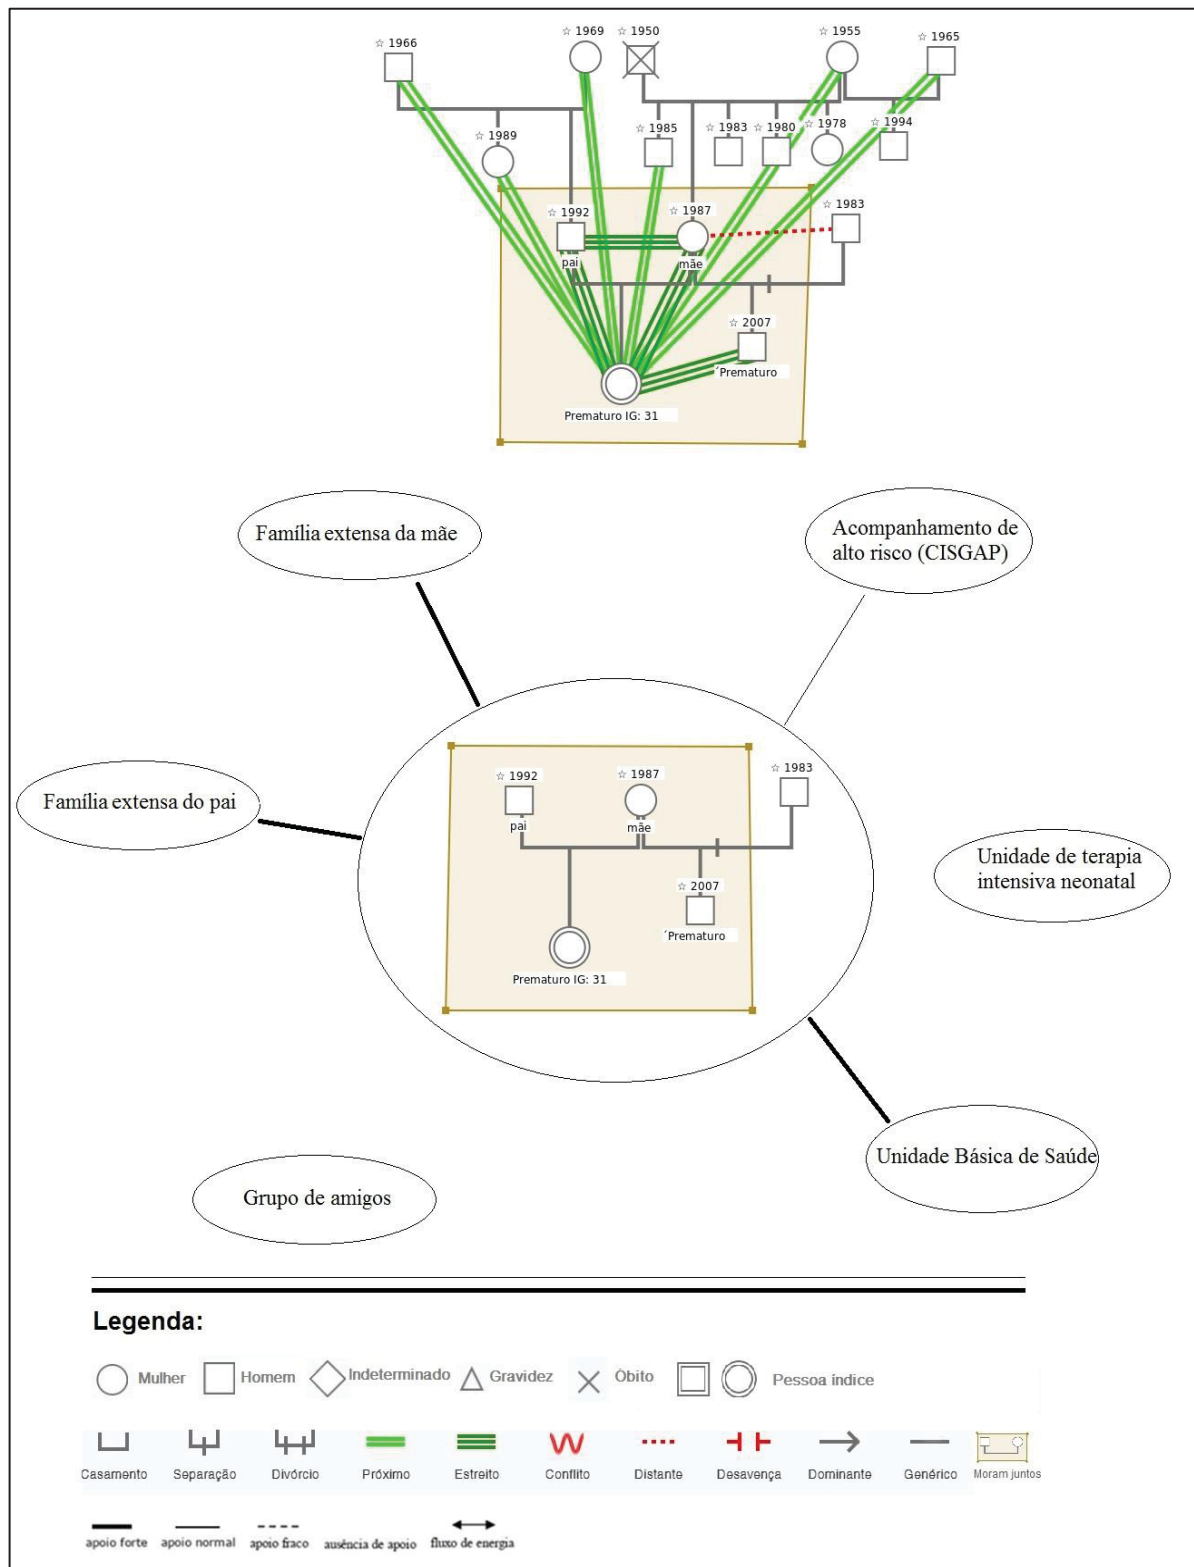 ☆ 1966
☆ 1969
☆ 1950
☆ 1955
☆ 1965
☆ 1989
☆ 1985
☆ 1983
☆ 1980
☆ 1978
☆ 1994
☆ 1992
☆ 1987
☆ 1983
pai
mãe
☆ 2007
´Prematuro
Prematuro IG: 31
Família extensa da mãe
Acompanhamento de
alto risco (CISGAP)
Família extensa do pai
☆ 1992
☆ 1987
☆ 1983
pai
mãe
☆ 2007
´Prematuro
Prematuro IG: 31
Unidade de terapia
intensiva neonatal
Unidade Básica de Saúde
Grupo de amigos
Legenda:
Mulher Homem Indeterminado Gravidez Óbito Pessoa índice
Casamento Separação Divórcio Próximo Estreito Conflito Distante Desavença Dominante Genérico Moram juntos
apoio forte apoio normal apoio fraco ausência de apoio fluxo de energia